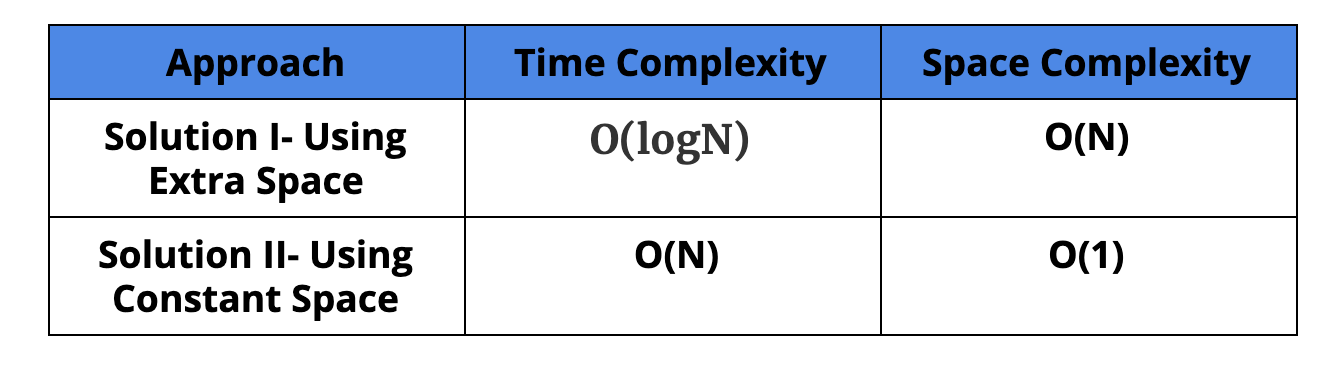 Approach Time Complexity Space Complexity
Solution I- Using
Extra Space
O(logN)
O(N)
Solution II- Using
Constant Space
O(N)
O(1)